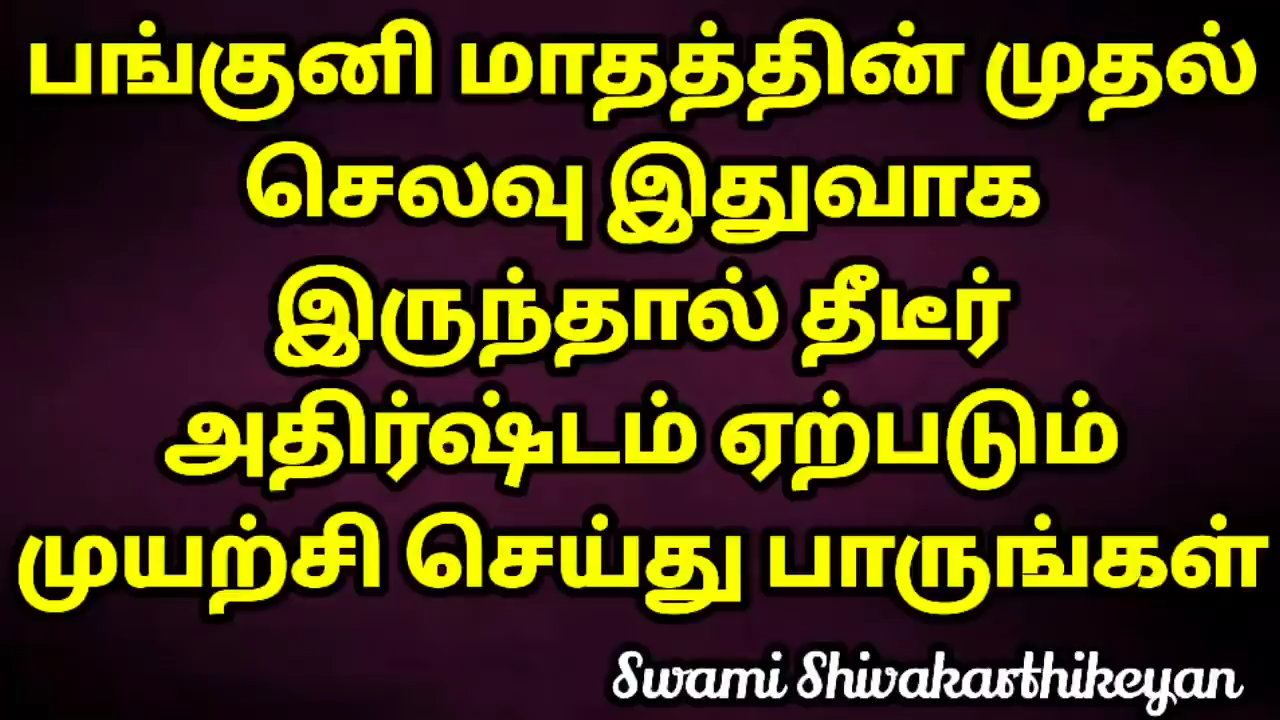 பங்குனி மாதத்தின் முதல்
செலவு இதுவாக
இருந்தால் தீடீர்
அதிர்ஷ்டம் ஏற்படும்
முயற்சி செய்து பாருங்கள்
Swami Shivakarthikeyan